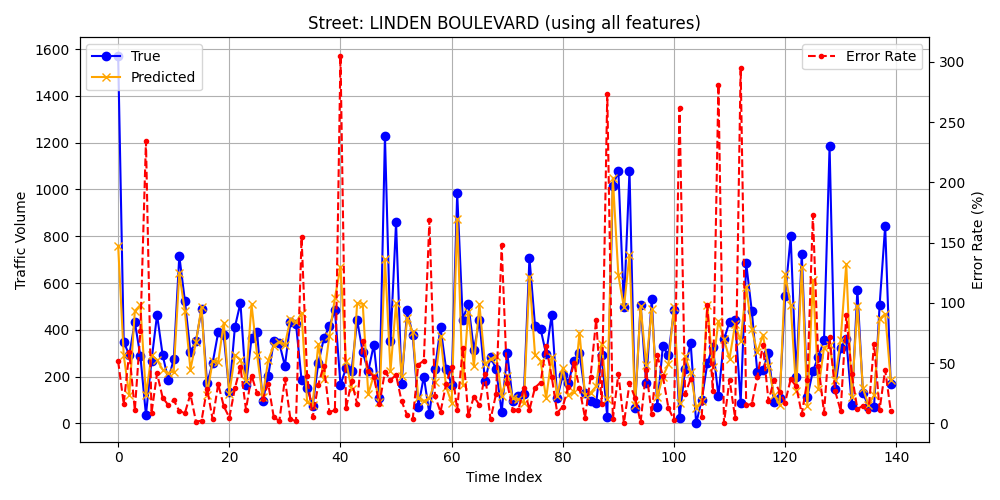 Street: LINDEN BOULEVARD (using all features)
True
Predicted
Error Rate
Traffic Volume
1600
1400
1200
1000
800
600
400
200
0
300
250
200
150
100
50
0
Error Rate (%)
0 20 40 60 80 100 120 140
Time Index